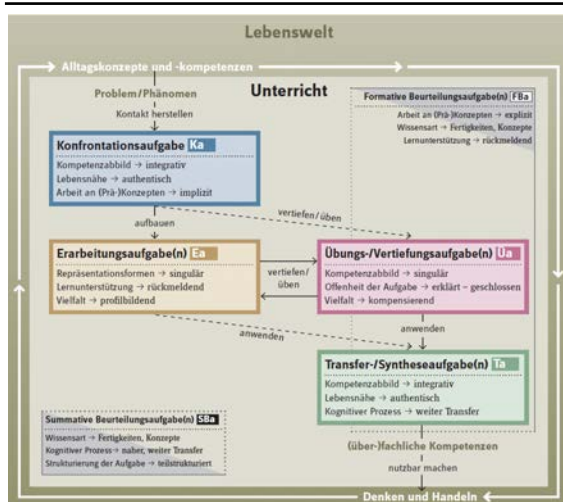 Lebenswelt
Alltagskonzepte und -kompetenzen
Problem/Phänomen
Unterricht
Kontakt herstellen
Formative Beurteilungsaufgabe(n) FBa
Arbeit an (Prä-)Konzepten → explizit
Wissensart → Fertigkeiten, Konzepte
Lernunterstützung → rückmeldend
Konfrontationsaufgabe Ka
Kompetenzabbild → integrativ
Lebensnähe → authentisch
Arbeit an (Prä-)Konzepten → implizit
aufbauen
vertiefen/üben
Erarbeitungsaufgabe(n) Ea
Repräsentationsformen → singulär
Lernunterstützung → rückmeldend
Vielfalt → profilbildend
vertiefen/
üben
Übungs-/Vertiefungsaufgabe(n) Üa
Kompetenzabbild → singulär
Offenheit der Aufgabe → erklärt – geschlossen
Vielfalt → kompensierend
anwenden
anwenden
Transfer-/Syntheseaufgabe(n) Ta
Kompetenzabbild → integrativ
Lebensnähe → authentisch
Kognitiver Prozess → weiter Transfer
Summative Beurteilungsaufgabe(n) SBa
Wissensart → Fertigkeiten, Konzepte
Kognitiver Prozess → naher, weiter Transfer
Strukturierung der Aufgabe → teilstrukturiert
(über-)fachliche Kompetenzen
nutzbar machen
Denken und Handeln